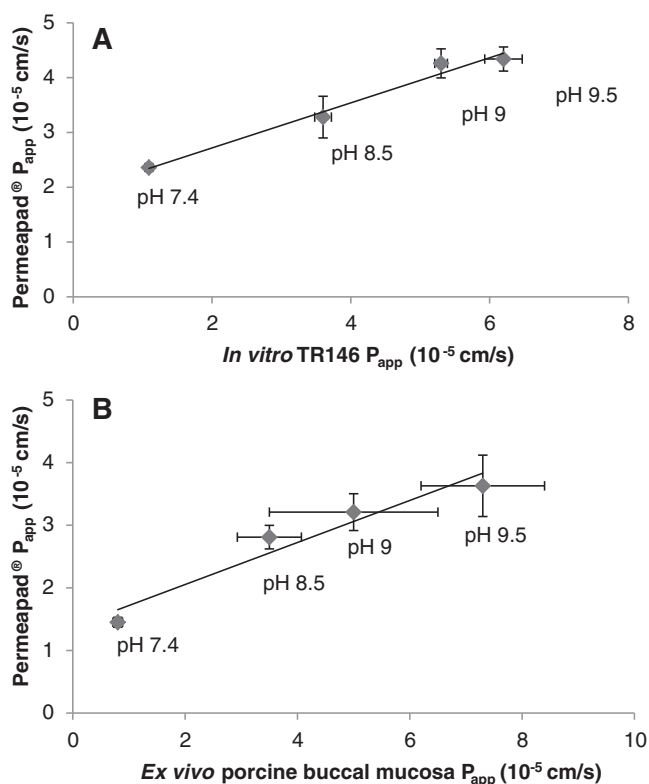 A
Permeapad® Papp (10-5 cm/s)
5
4
3
2
1
0
pH 7.4
pH 8.5
pH 9
pH 9.5
0 2 4 6 8
In vitro TR146 Papp (10-5 cm/s)
B
Permeapad® Papp (10-5 cm/s)
5
4
3
2
1
0
pH 7.4
pH 8.5
pH 9
pH 9.5
0 2 4 6 8 10
Ex vivo porcine buccal mucosa Papp (10-5 cm/s)